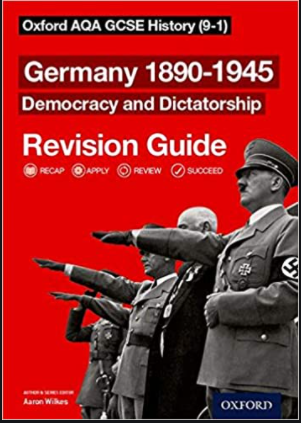 Oxford AQA GCSE History (9-1)
Germany 1890-1945
Democracy and Dictatorship
Revision Guide
RECAP APPLY REVIEW SUCCEED
AUTHOR & SERIES EDITOR
Aaron Wilkes
OXFORD